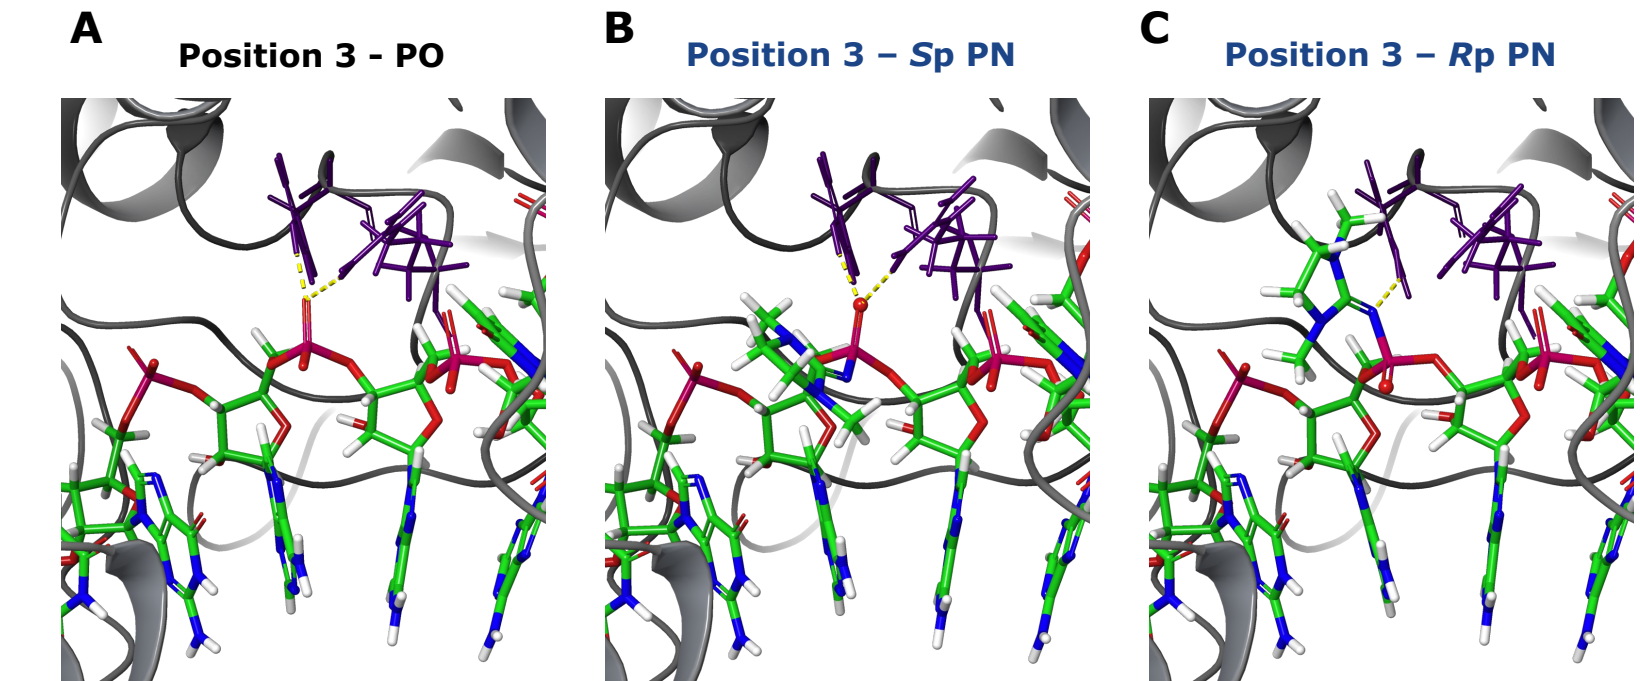 A
Position 3 - PO
B
Position 3 – Sp PN
C
Position 3 – Rp PN